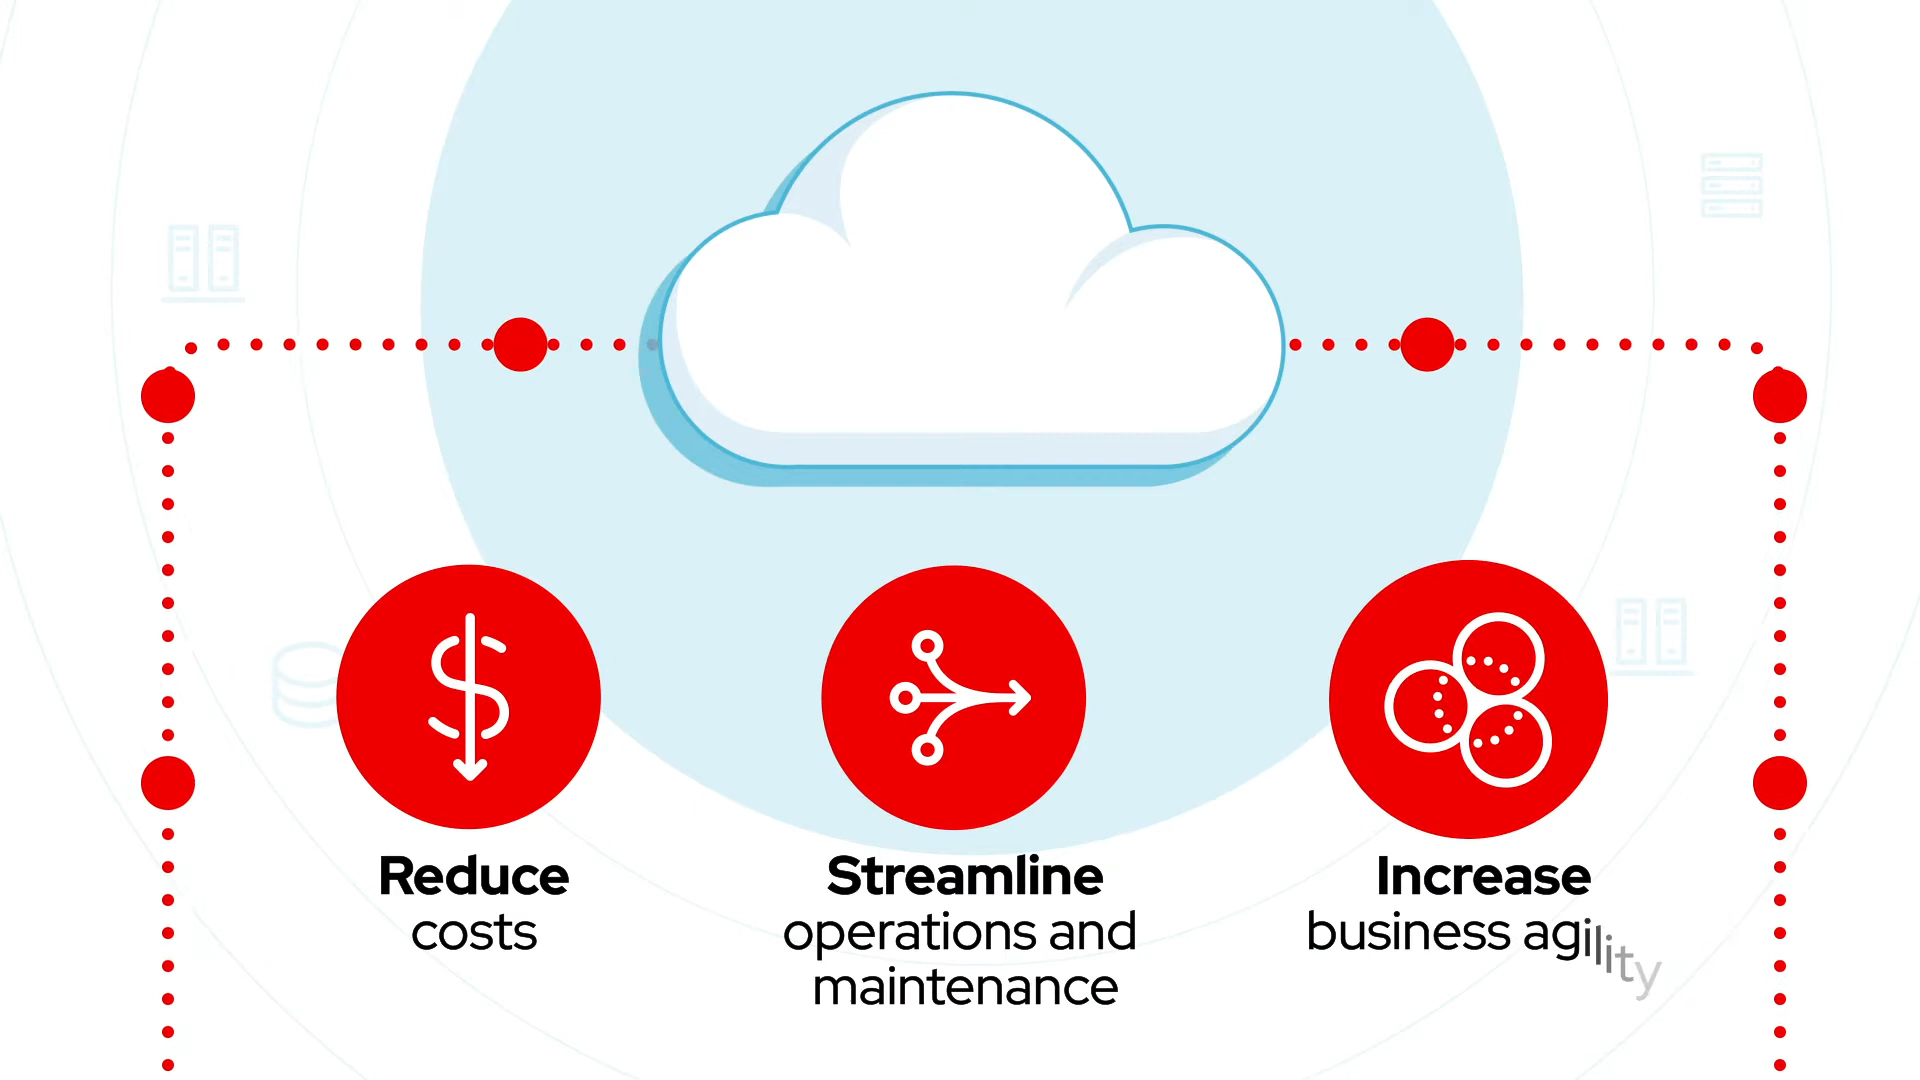 Reduce
costs
Streamline
operations and
maintenance
Increase
business agility